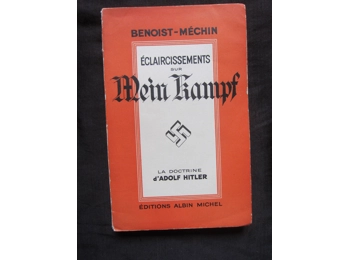 BENOIST-MÉCHIN
ÉCLAIRCISSEMENTS
SUR
Mein Kampf
LA DOCTRINE
d'ADOLF HITLER
ÉDITIONS ALBIN MICHEL